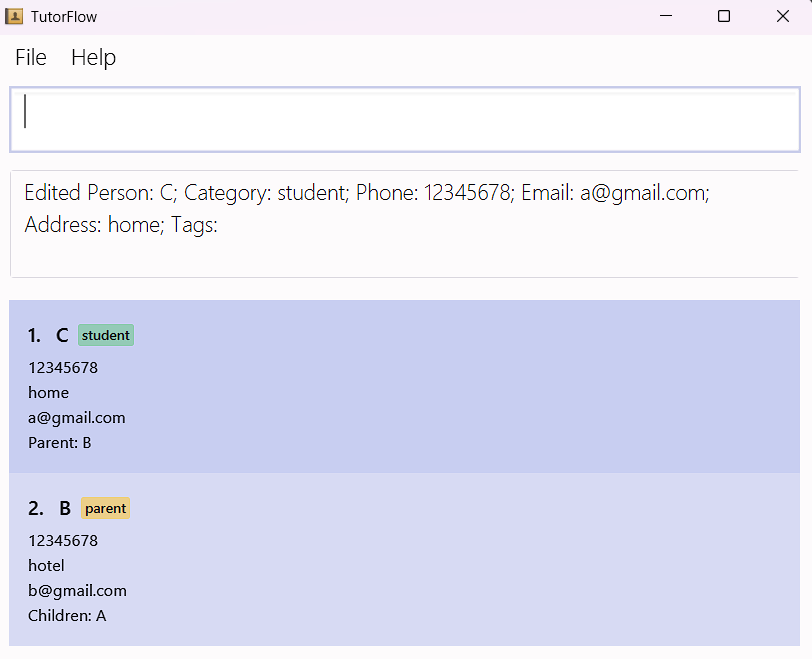 TutorFlow
File Help
Edited Person: C; Category: student; Phone: 12345678; Email: a@gmail.com;
Address: home; Tags:
1. C student
12345678
home
a@gmail.com
Parent: B
2. B parent
12345678
hotel
b@gmail.com
Children: A